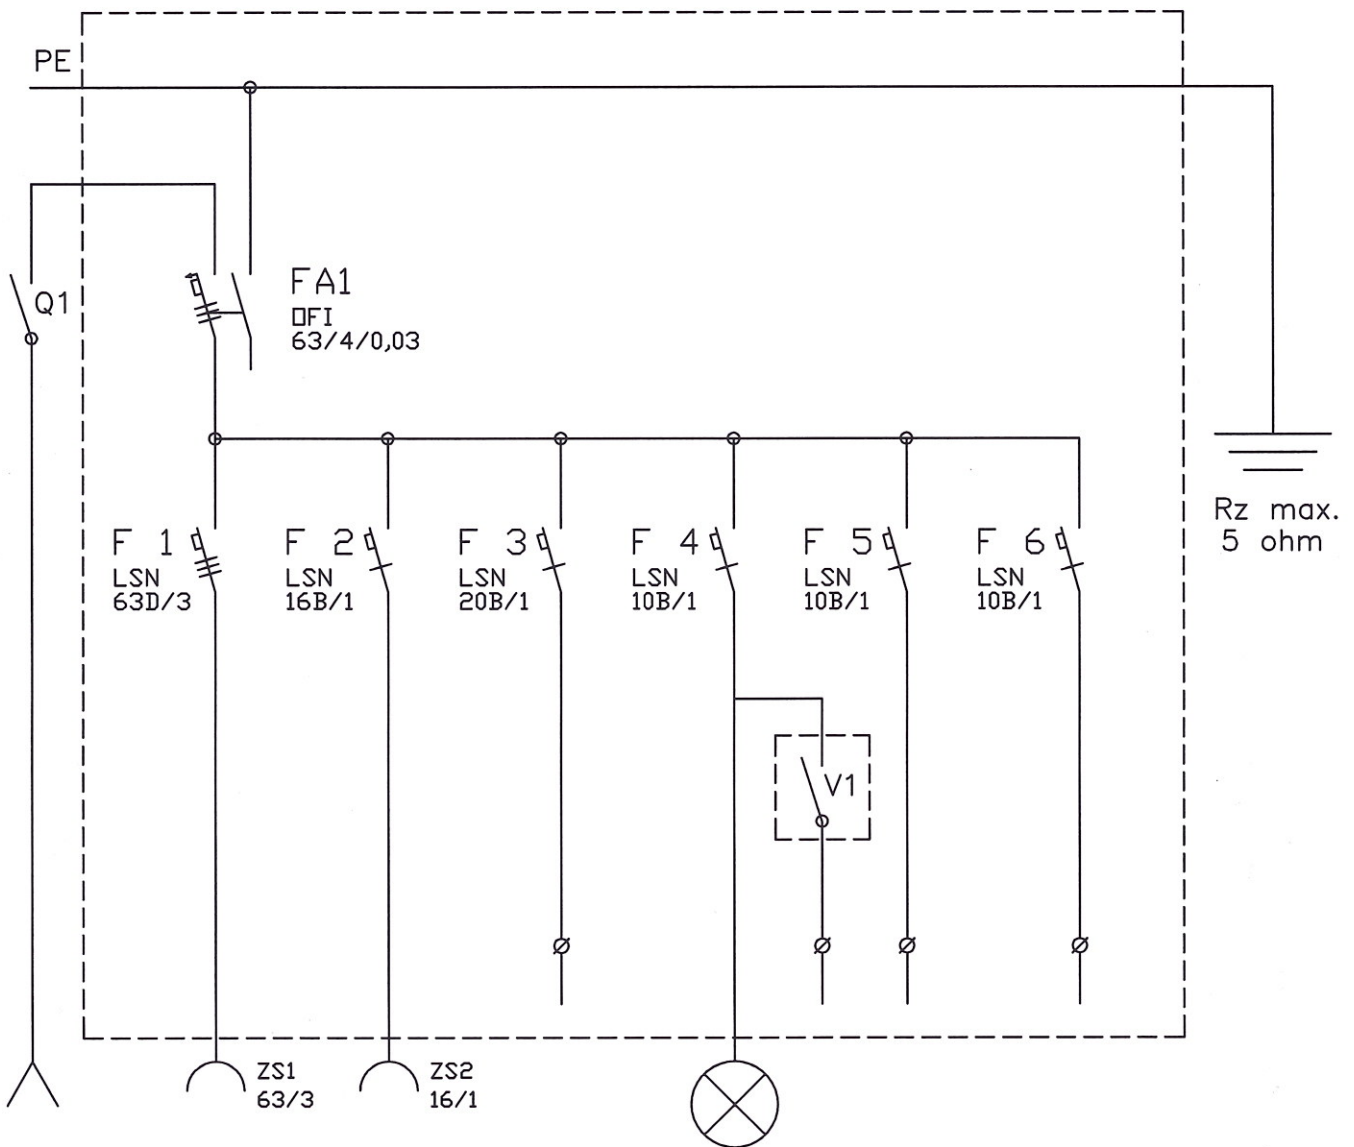 PE
Q1
FA1
OFI
63/4/0,03
Rz max.
5 ohm
F 1
LSN
63D/3
F 2
LSN
16B/1
F 3
LSN
20B/1
F 4
LSN
10B/1
F 5
LSN
10B/1
F 6
LSN
10B/1
V1
ZS1
63/3
ZS2
16/1